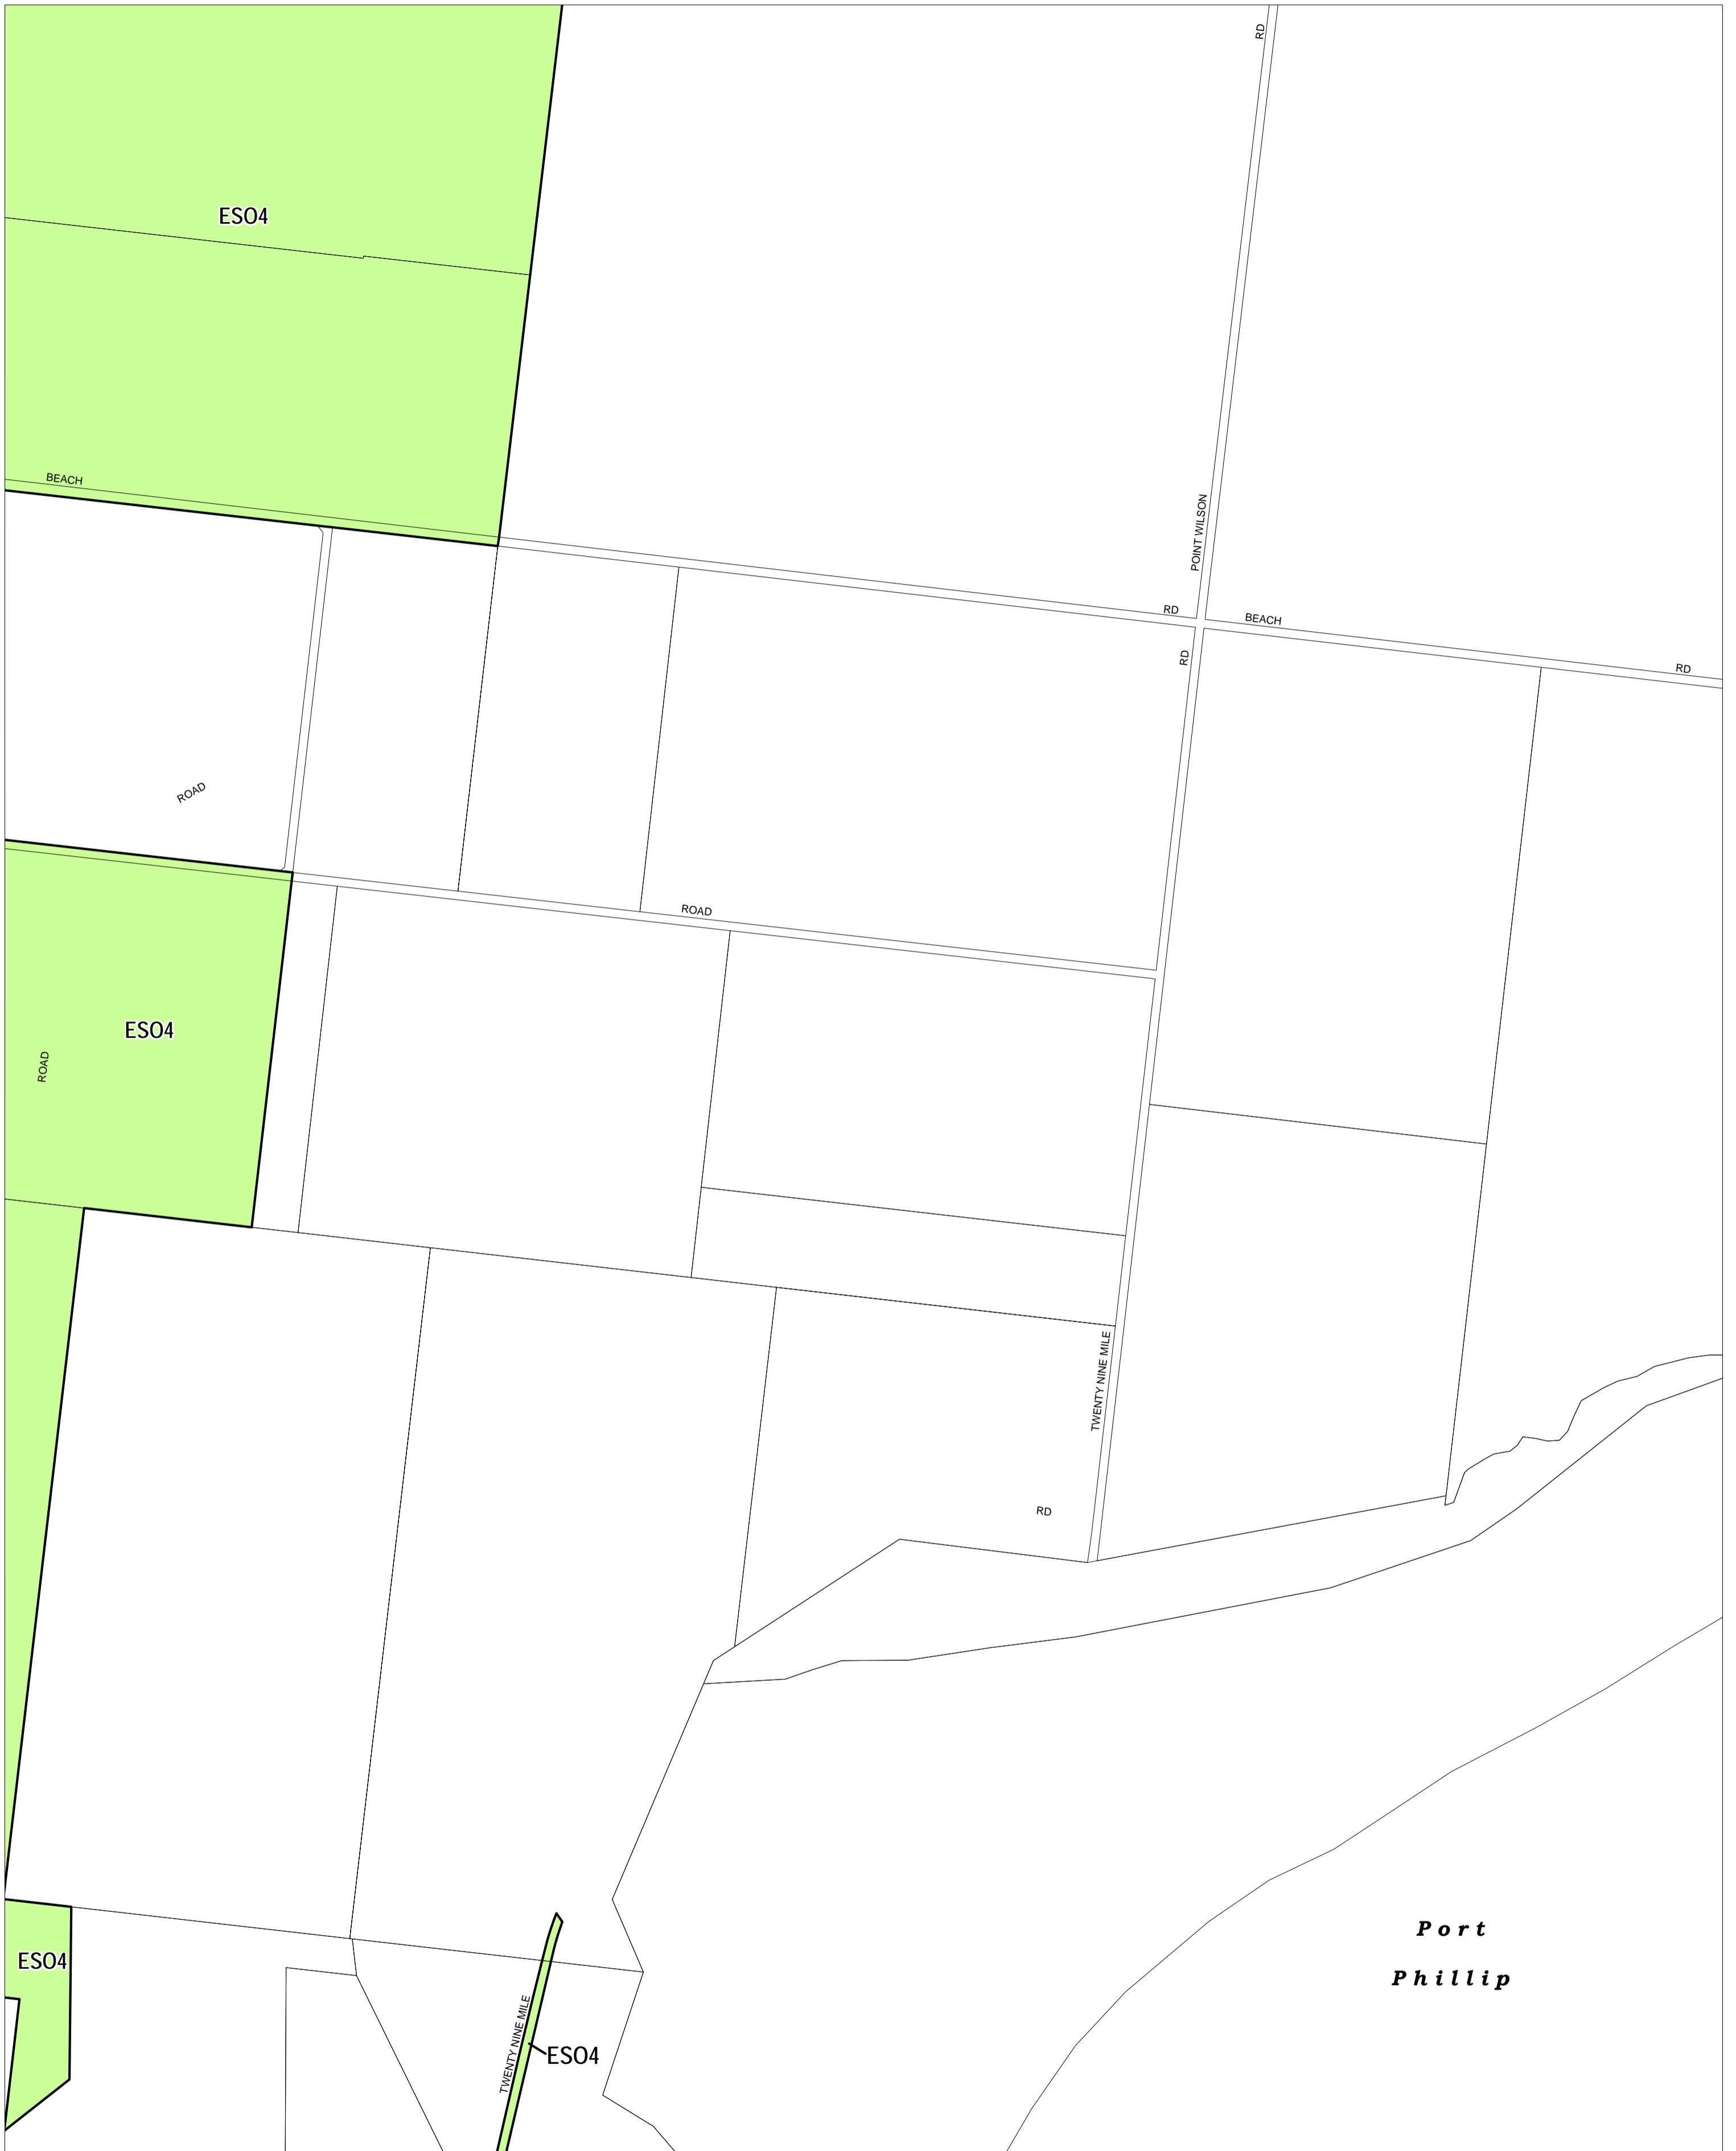 RD
ESO4
BEACH
POINT WILSON
RD
BEACH
RD
RD
ROAD
ROAD
ESO4
ROAD
TWENTY NINE MILE
RD
Port
Phillip
ESO4
TWENTY NINE MILE
ESO4